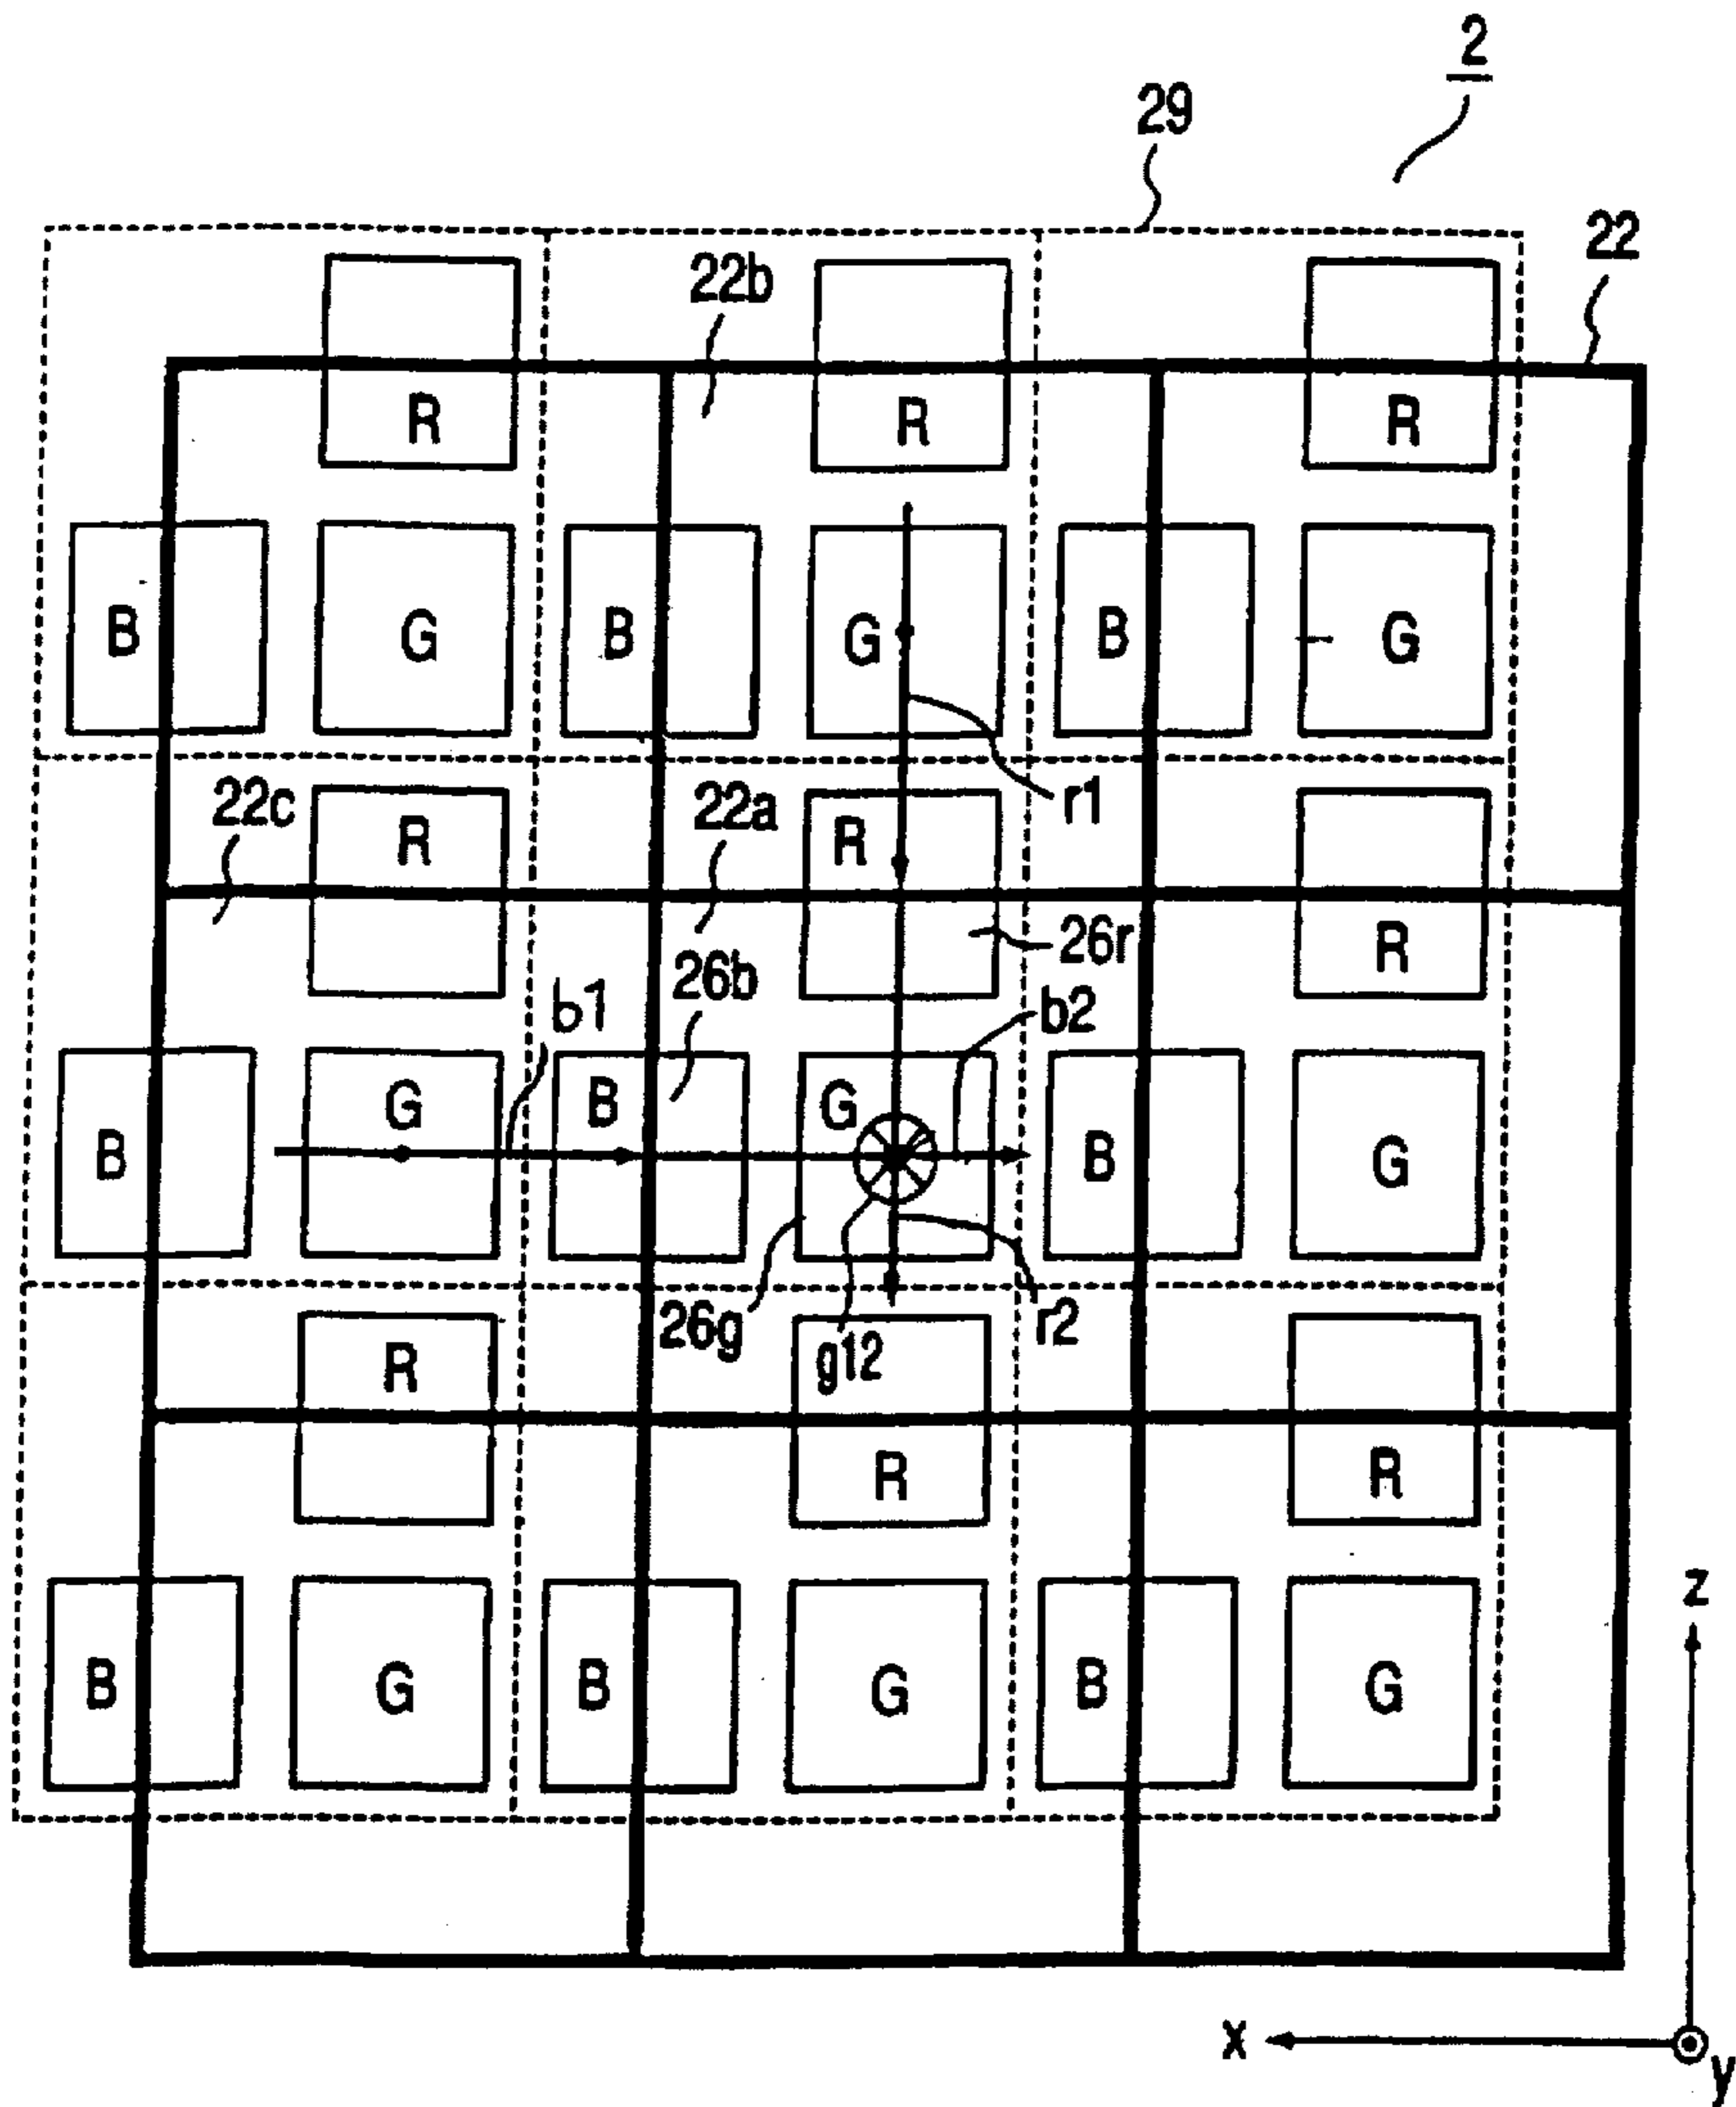 2
29
22
22b
R R R
B G B G B G
r1
22c 22a
R R R
26r
26b
b1 b2
B G B G B G
26g g12 r2
R R R
B G B G B G
z
x
y